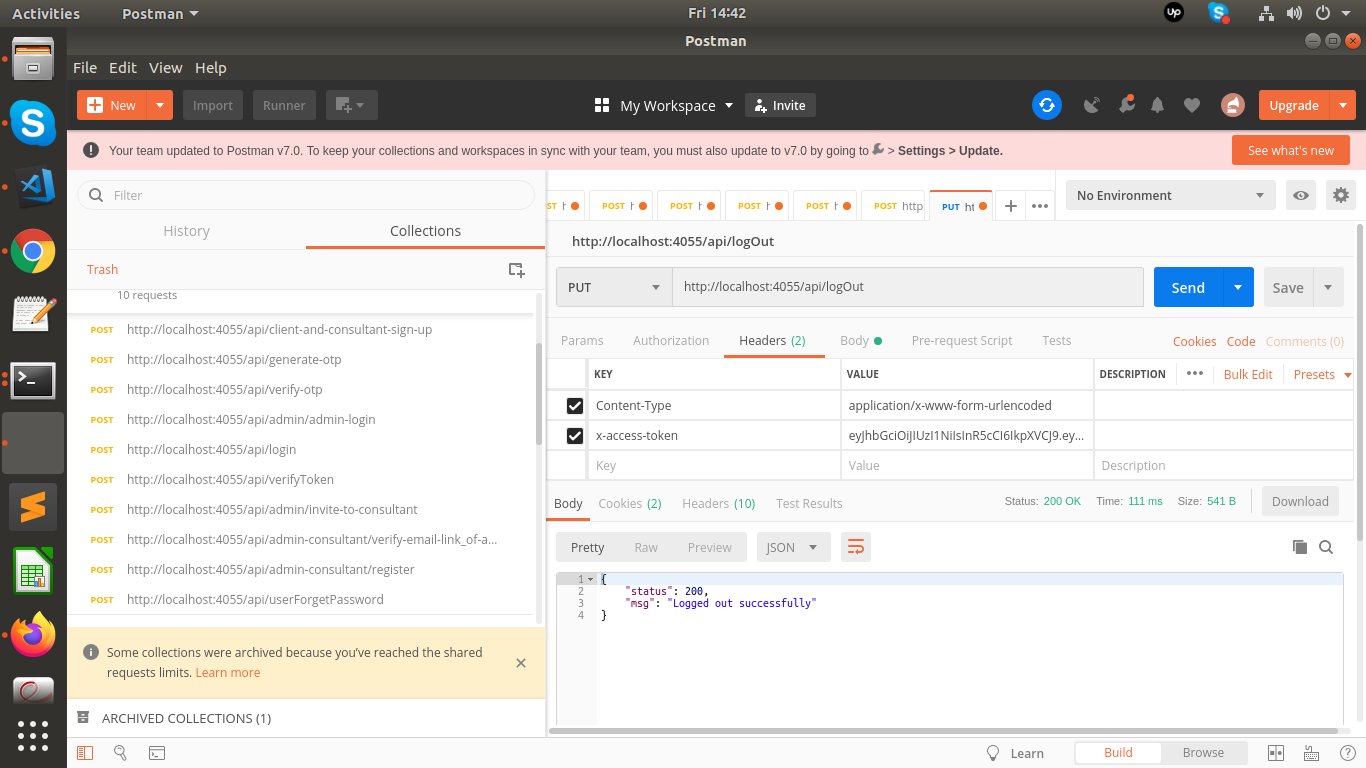 Activities Postman Fri 14:42 up
Postman
File Edit View Help
New Import Runner My Workspace Invite Upgrade
Your team updated to Postman v7.0. To keep your collections and workspaces in sync with your team, you must also update to v7.0 by going to > Settings > Update. See what's new
Filter
ST h POST h POST h POST h POST h POST http PUT ht No Environment
History Collections
http://localhost:4055/api/logOut
Trash
PUT http://localhost:4055/api/logOut Send Save
10 requests
POST http://localhost:4055/api/client-and-consultant-sign-up
POST http://localhost:4055/api/generate-otp
POST http://localhost:4055/api/verify-otp
POST http://localhost:4055/api/admin/admin-login
POST http://localhost:4055/api/login
POST http://localhost:4055/api/verifyToken
POST http://localhost:4055/api/admin/invite-to-consultant
POST http://localhost:4055/api/admin-consultant/verify-email-link_of-a...
POST http://localhost:4055/api/admin-consultant/register
POST http://localhost:4055/api/userForgetPassword
Some collections were archived because you've reached the shared
requests limits. Learn more
ARCHIVED COLLECTIONS (1)
Params Authorization Headers (2) Body Pre-request Script Tests Cookies Code Comments (0)
KEY VALUE DESCRIPTION Bulk Edit Presets
Content-Type application/x-www-form-urlencoded
x-access-token eyJhbGciOiJIUzI1NiIsInR5cCI6IkpXVCJ9.ey...
Key Value Description
Body Cookies (2) Headers (10) Test Results Status: 200 OK Time: 111 ms Size: 541 B Download
Pretty Raw Preview JSON
1 {
2 "status": 200,
3 "msg": "Logged out successfully"
4 }
Learn Build Browse